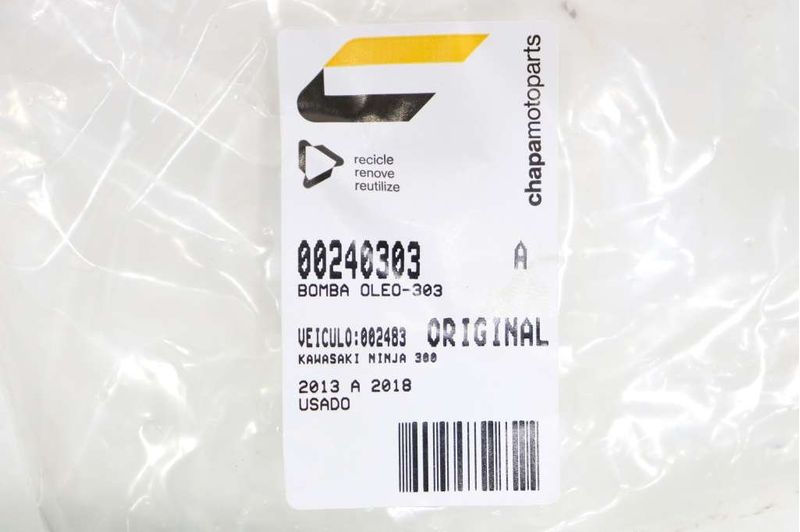 chapamotoparts
recicle
renove
reutilize
00240303 A
BOMBA OLEO-303
VEICULO:002483 ORIGINAL
KAWASAKI NINJA 300
2013 A 2018
USADO